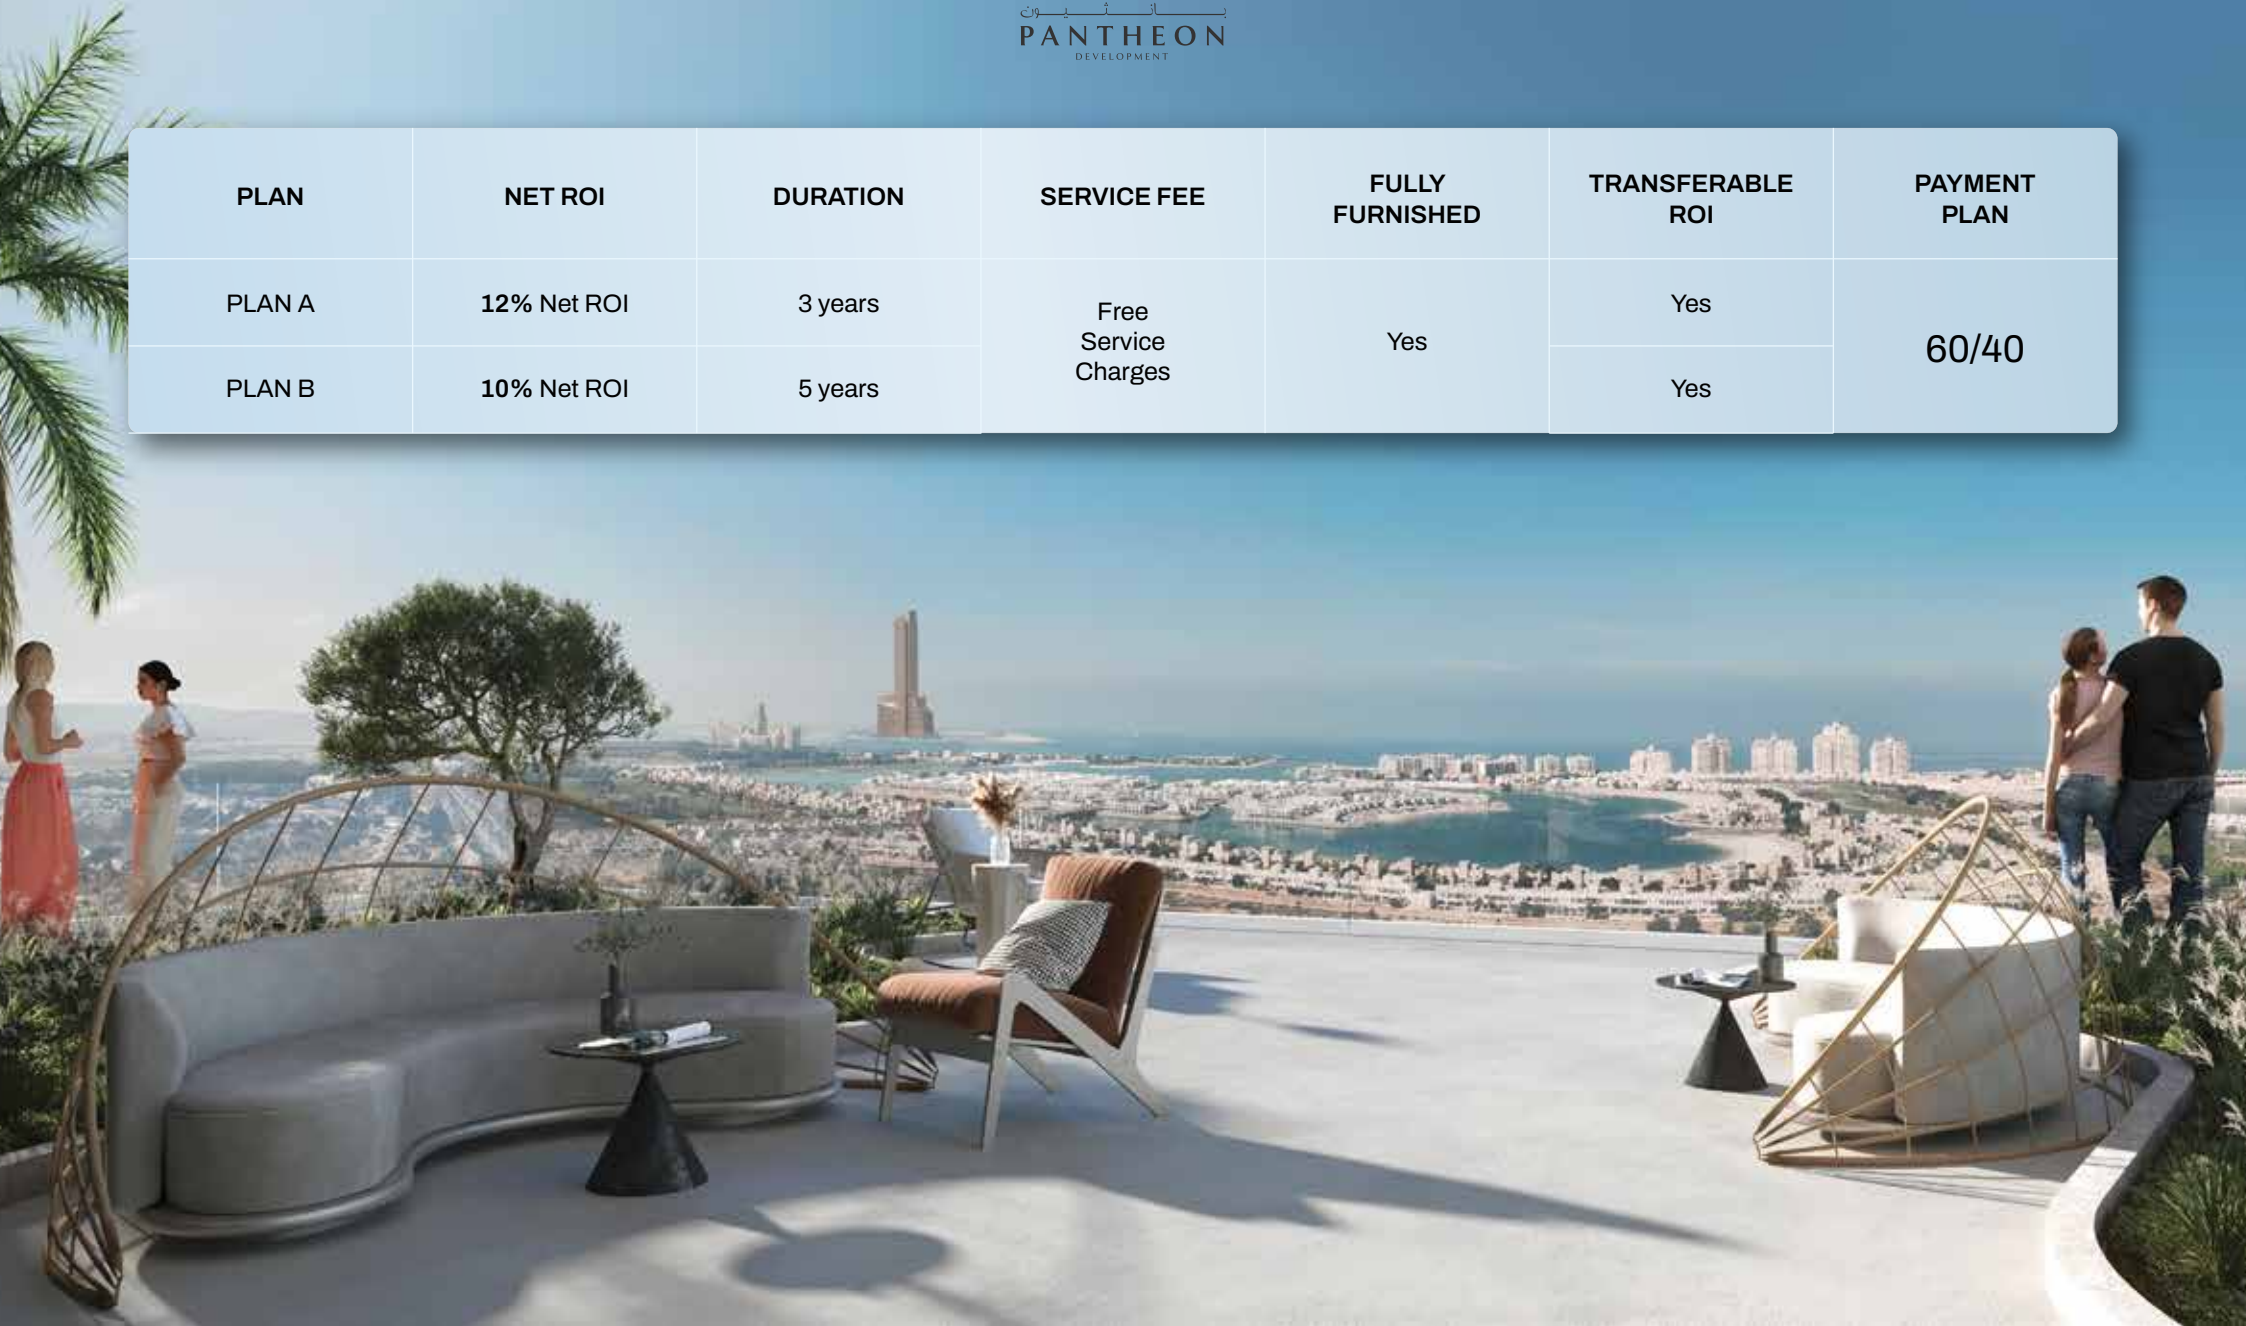 بانثيون
PANTHEON
DEVELOPMENT
PLAN
NET ROI
DURATION
SERVICE FEE
FULLY
FURNISHED
TRANSFERABLE
ROI
PAYMENT
PLAN
PLAN A
12% Net ROI
3 years
Free
Service
Charges
Yes
Yes
60/40
PLAN B
10% Net ROI
5 years
Yes